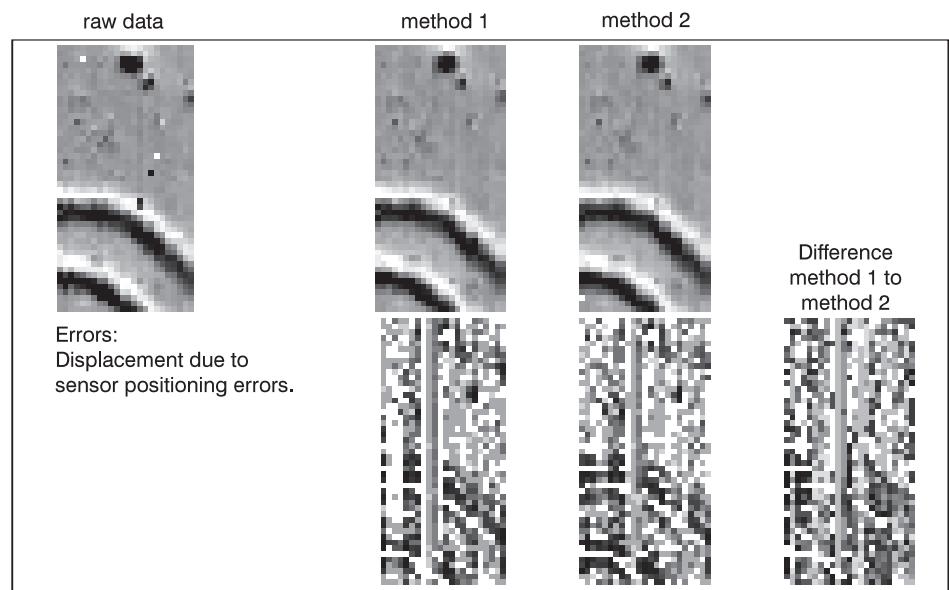 raw data
method 1
method 2
Difference
method 1 to
method 2
Errors:
Displacement due to
sensor positioning errors.